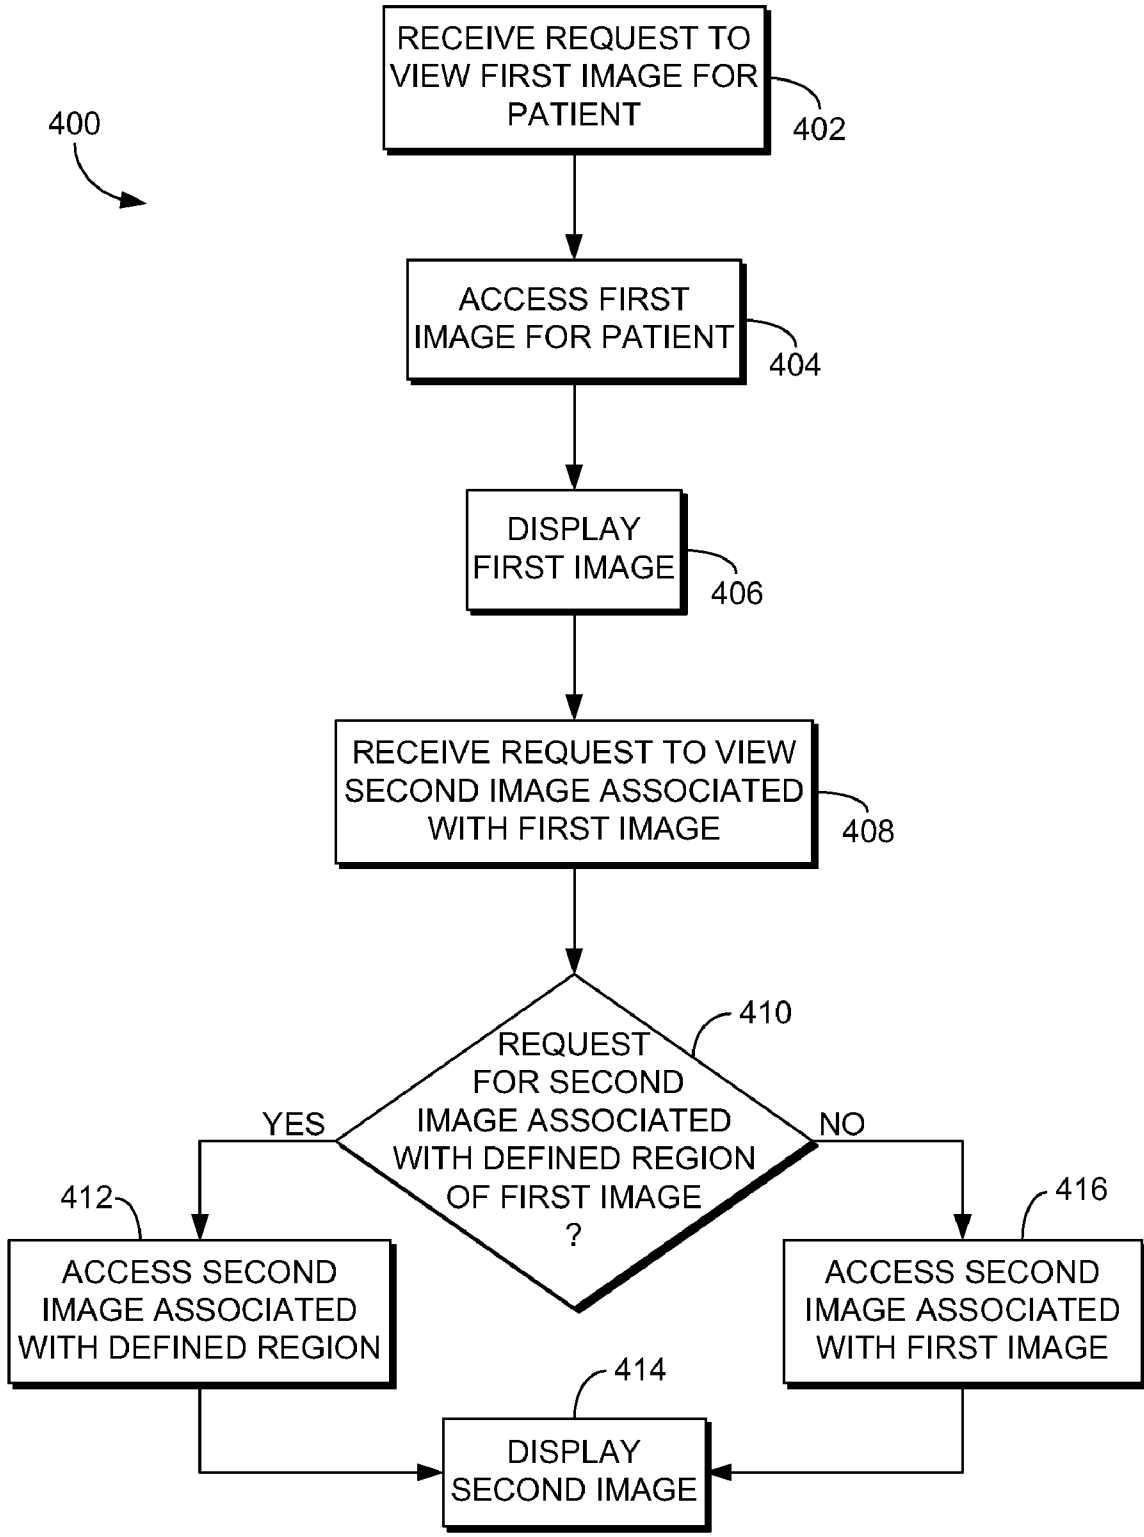 RECEIVE REQUEST TO
VIEW FIRST IMAGE FOR
PATIENT
402
400
ACCESS FIRST
IMAGE FOR PATIENT
404
DISPLAY
FIRST IMAGE
406
RECEIVE REQUEST TO VIEW
SECOND IMAGE ASSOCIATED
WITH FIRST IMAGE
408
410
REQUEST
FOR SECOND
IMAGE ASSOCIATED
WITH DEFINED REGION
OF FIRST IMAGE
?
YES
NO
412
ACCESS SECOND
IMAGE ASSOCIATED
WITH DEFINED REGION
416
ACCESS SECOND
IMAGE ASSOCIATED
WITH FIRST IMAGE
414
DISPLAY
SECOND IMAGE